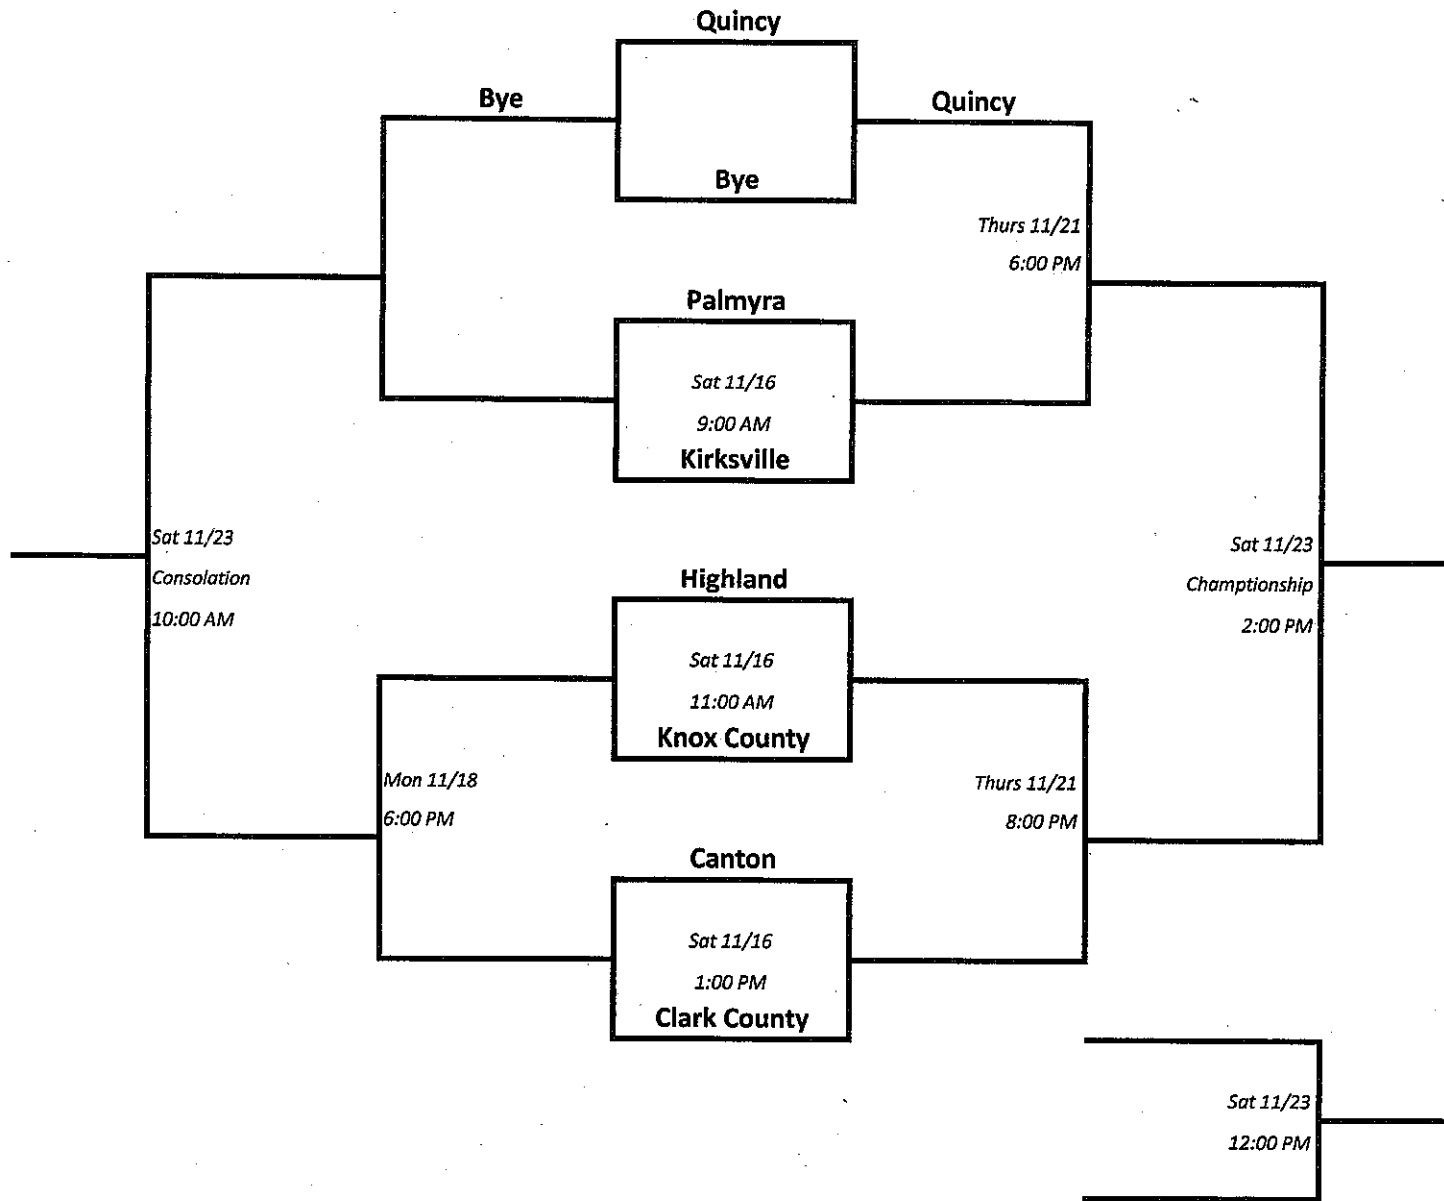 Quincy
Bye
Quincy
Bye
Thurs 11/21
6:00 PM
Palmyra
Sat 11/16
9:00 AM
Kirksville
Sat 11/23
Consolation
10:00 AM
Sat 11/23
Champtionship
2:00 PM
Highland
Sat 11/16
11:00 AM
Knox County
Mon 11/18
6:00 PM
Thurs 11/21
8:00 PM
Canton
Sat 11/16
1:00 PM
Clark County
Sat 11/23
12:00 PM